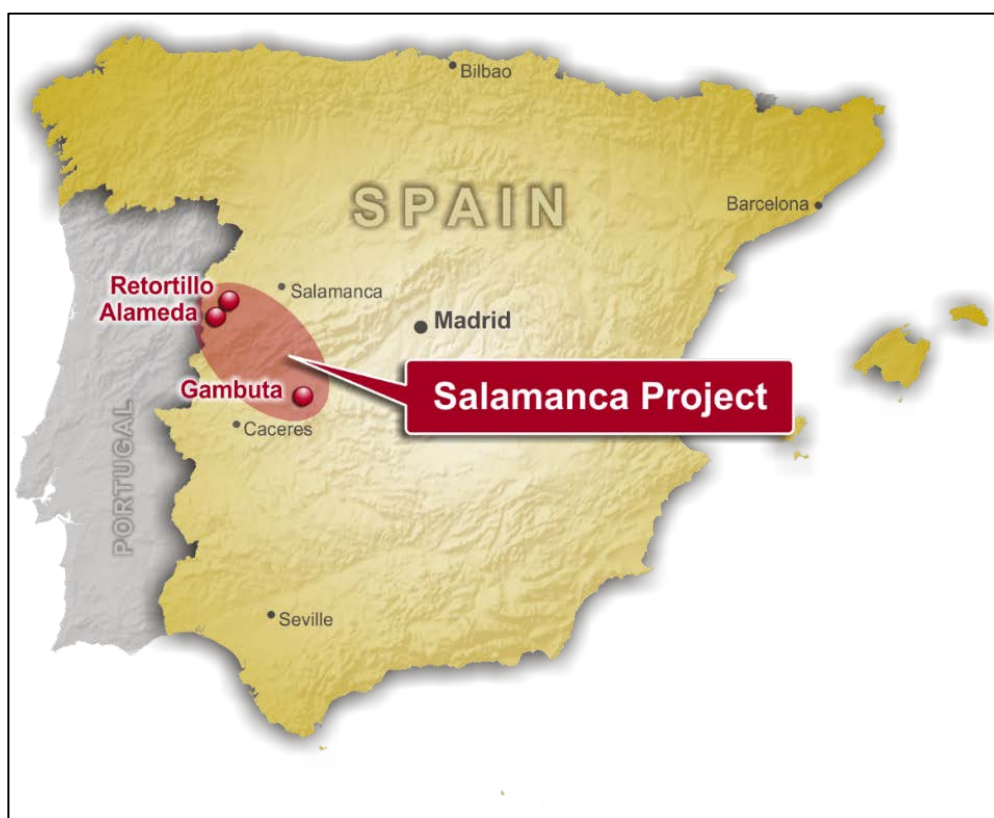 Bilbao
SPAIN
Barcelona
Retortillo
Salamanca
Alameda
Madrid
Gambuta
Salamanca Project
Caceres
PORTUGAL
Seville